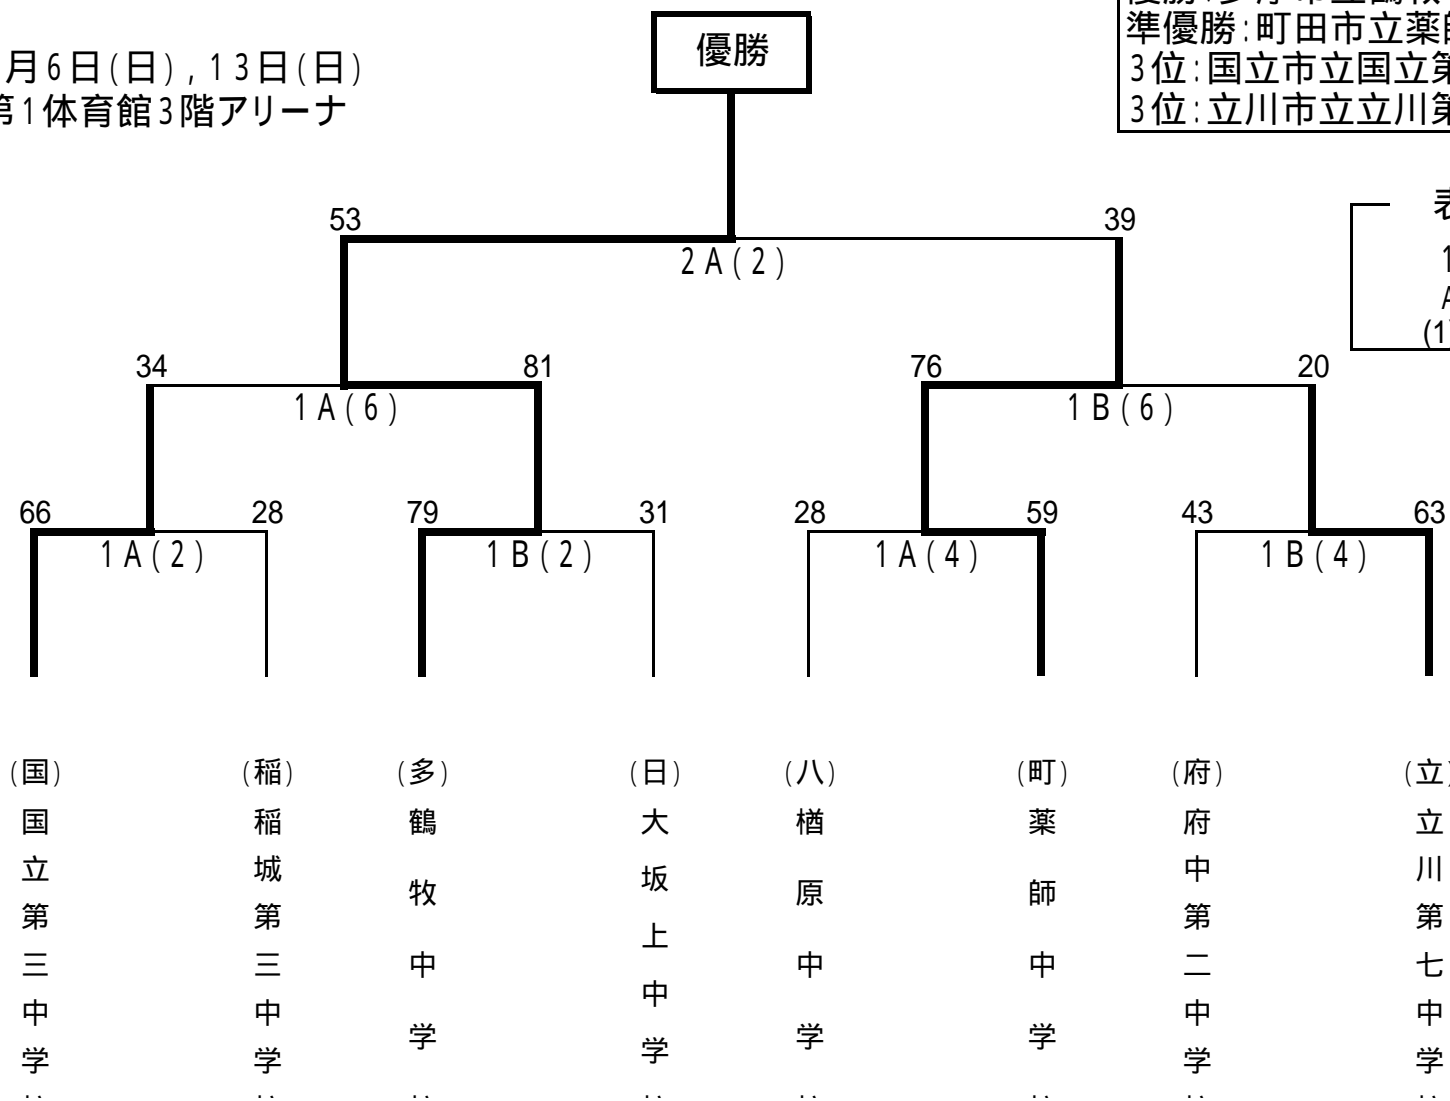 準優勝:町田市立薬師
優勝
月6日(日),13日(日)
3位:国立市立国立第
第1体育館3階アリーナ
3位:立川市立立川第
53
39
2A(2)
34
81
76
20
1A(6)
1B(6)
66
28
79
31
28
59
43
63
1A(2)
1B(2)
1A(4)
1B(4)
(国)
国立第三中学
(稲)
稲城第三中学
(多)
鶴牧中学
(日)
大坂上中学
(八)
楢原中学
(町)
薬師中学
(府)
府中第二中学
(立)
立川第七中学